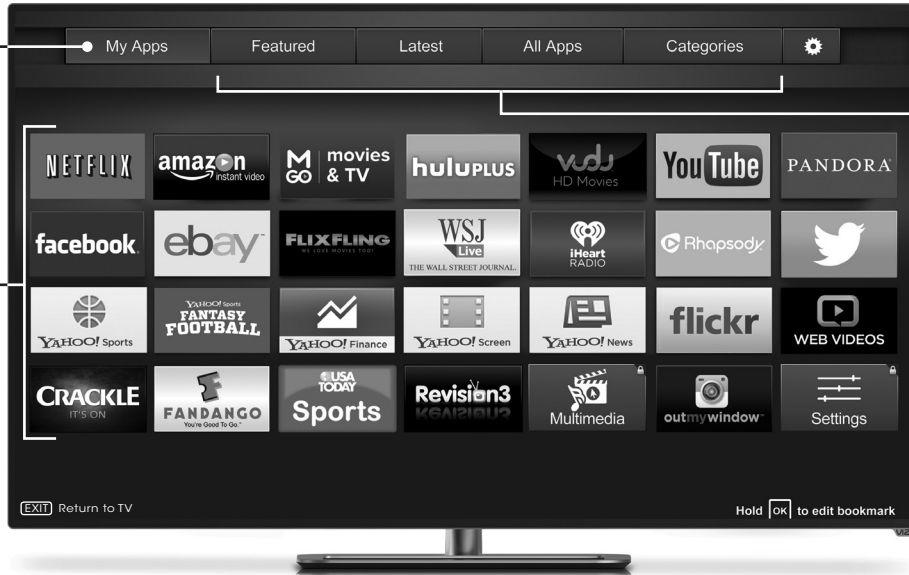 My Apps
Featured
Latest
All Apps
Categories
NETFLIX
amazon
instant video
M GO
movies & TV
huluPLUS
vudu
HD Movies
YouTube
PANDORA
facebook
ebay
FLIXFLING
WE LOVE MOVIES TOO!
WSJ
Live
THE WALL STREET JOURNAL.
iHeart
RADIO
Rhapsody
YAHOO! Sports
YAHOO! Sports
FANTASY
FOOTBALL
YAHOO! Finance
YAHOO! Screen
YAHOO! News
flickr
WEB VIDEOS
CRACKLE
IT'S ON
FANDANGO
You're Good To Go.™
USA
TODAY
Sports
Revision3
Multimedia
outmywindow™
Settings
EXIT Return to TV
Hold OK to edit bookmark